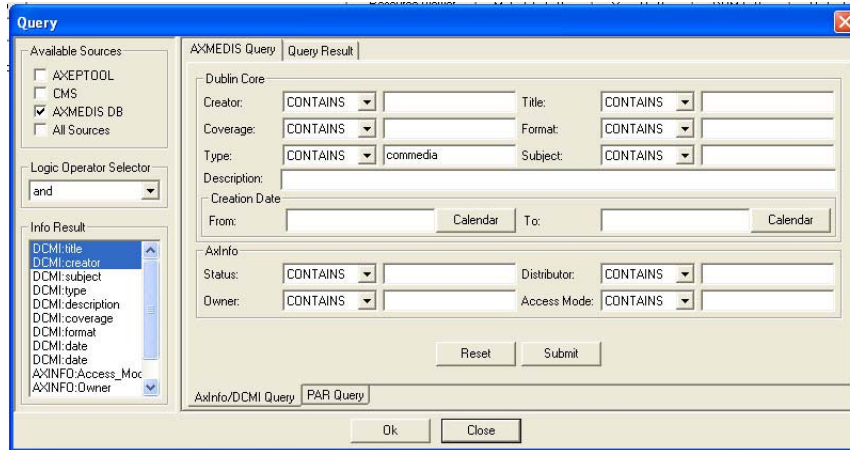 Query
Available Sources
AXEPTOOL
CMS
AXMEDIS DB
All Sources
Logic Operator Selector
and
Info Result
DCMI:title
DCMI:creator
DCMI:subject
DCMI:type
DCMI:description
DCMI:coverage
DCMI:format
DCMI:date
DCMI:date
AXINFO:Access_Moc
AXINFO:Owner
AXMEDIS Query Query Result
Dublin Core
Creator: CONTAINS Title: CONTAINS
Coverage: CONTAINS Format: CONTAINS
Type: CONTAINS commedia Subject: CONTAINS
Description:
Creation Date
From: Calendar To: Calendar
AxInfo
Status: CONTAINS Distributor: CONTAINS
Owner: CONTAINS Access Mode: CONTAINS
Reset Submit
AxInfo/DCMI Query PAR Query
Ok Close